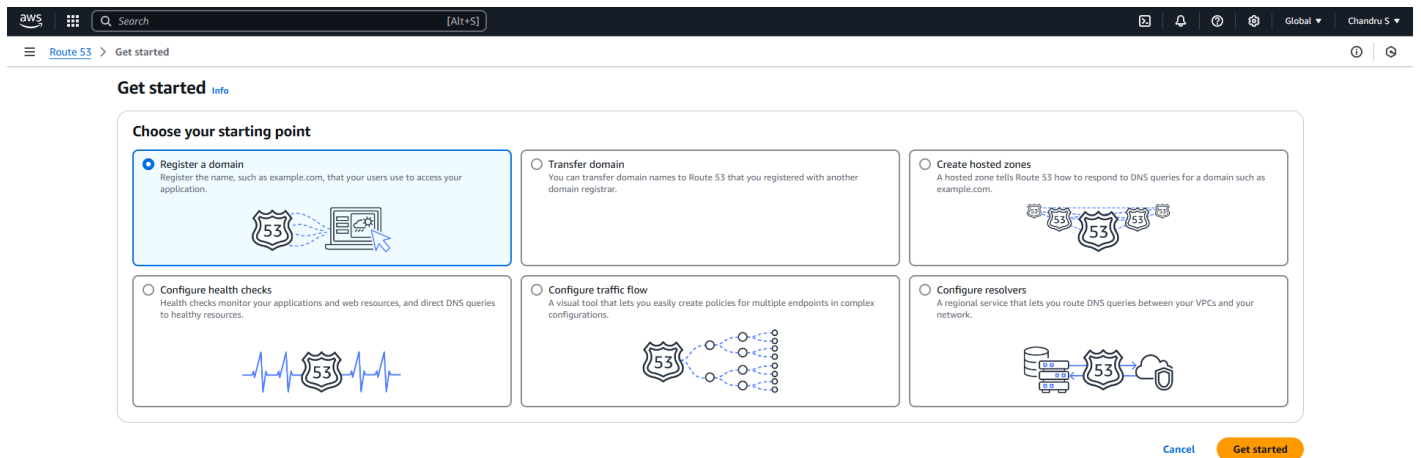 aws
Search
[Alt+S]
Global
Chandru S
Route 53 > Get started
Get started Info
Choose your starting point
Register a domain
Register the name, such as example.com, that your users use to access your
application.
53
Transfer domain
You can transfer domain names to Route 53 that you registered with another
domain registrar.
Create hosted zones
A hosted zone tells Route 53 how to respond to DNS queries for a domain such as
example.com.
53
53
53
53
53
Configure health checks
Health checks monitor your applications and web resources, and direct DNS queries
to healthy resources.
53
Configure traffic flow
A visual tool that lets you easily create policies for multiple endpoints in complex
configurations.
53
Configure resolvers
A regional service that lets you route DNS queries between your VPCs and your
network.
53
Cancel
Get started